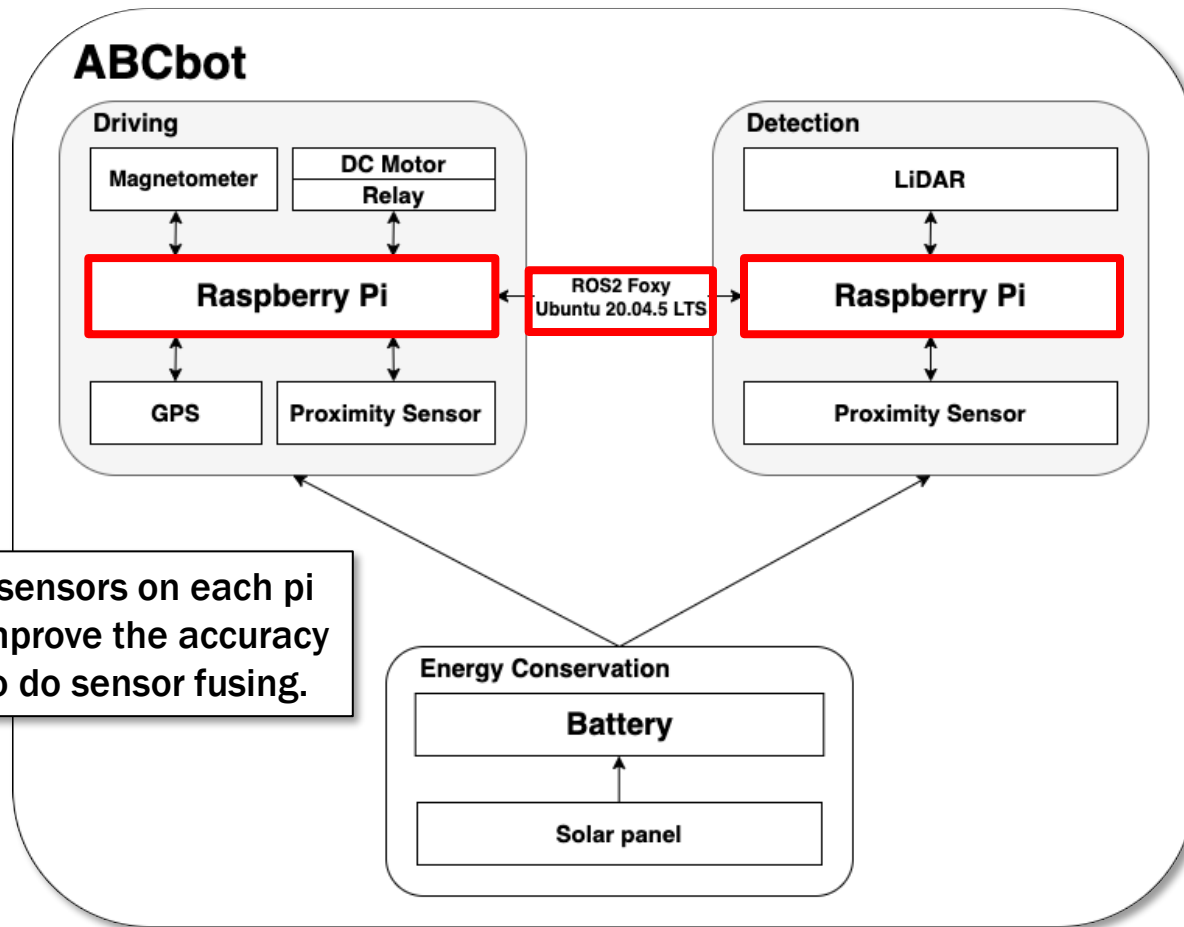 ABCbot
Driving
Magnetometer
DC Motor
Relay
Raspberry Pi
GPS
Proximity Sensor
ROS2 Foxy
Ubuntu 20.04.5 LTS
Detection
LiDAR
Raspberry Pi
Proximity Sensor
sensors on each pi
prove the accuracy
do sensor fusing.
Energy Conservation
Battery
Solar panel